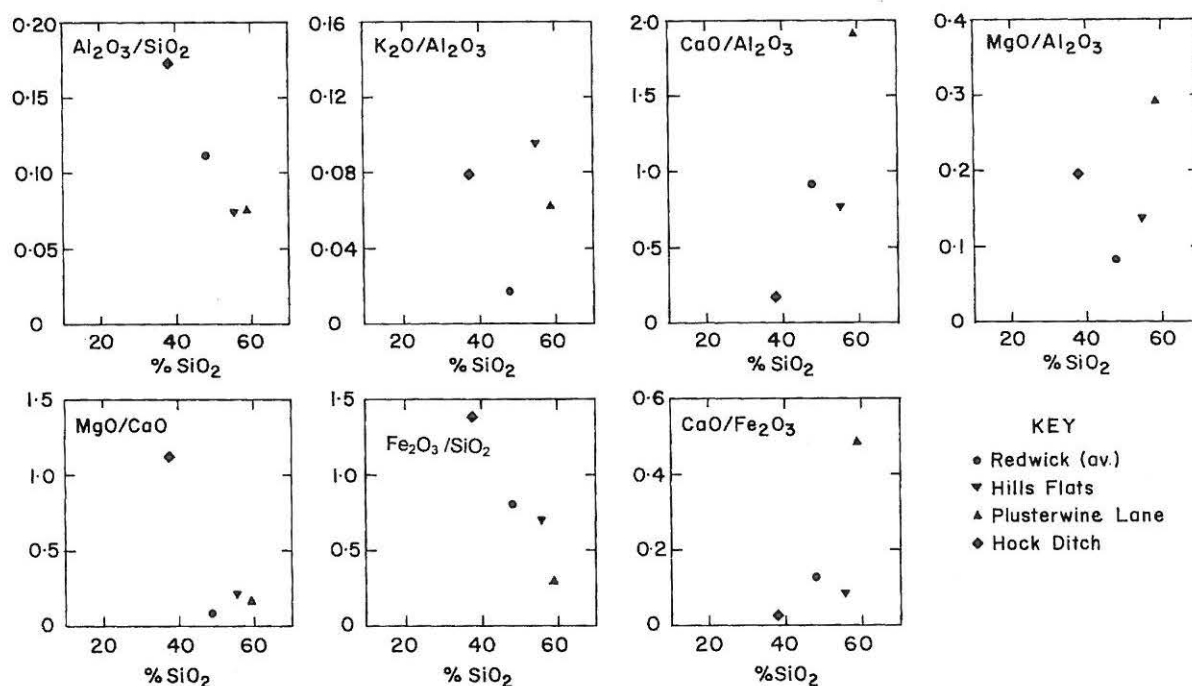 Al₂O₃/SiO₂
0·20
0·15
0·10
0·05
0
20 40 60
% SiO₂
K₂O/Al₂O₃
0·16
0·12
0·08
0·04
0
20 40 60
% SiO₂
CaO/Al₂O₃
2·0
1·5
1·0
0·5
0
20 40 60
% SiO₂
MgO/Al₂O₃
0·4
0·3
0·2
0·1
0
20 40 60
% SiO₂
MgO/CaO
1·5
1·0
0·5
0
20 40 60
% SiO₂
Fe₂O₃/SiO₂
1·5
1·0
0·5
0
20 40 60
% SiO₂
CaO/Fe₂O₃
0·6
0·4
0·2
0
20 40 60
%SiO₂
KEY
Redwick (av.)
Hills Flats
Plusterwine Lane
Hock Ditch